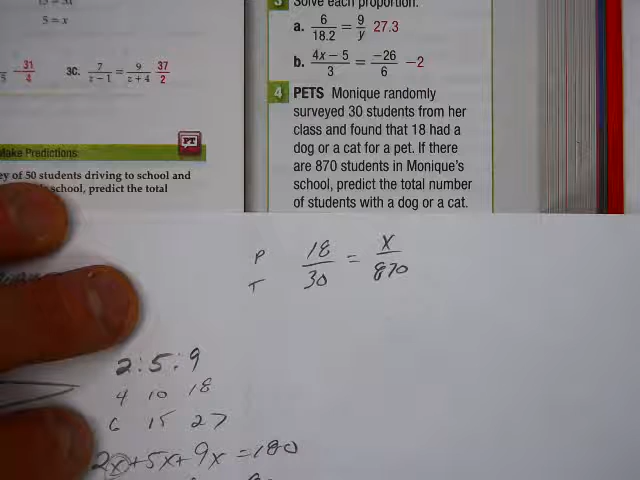 5 = x
3C. 7/(z − 1) = 9/(z + 4) 37/2
− 31/4
PT
Make Predictions
ey of 50 students driving to school and
school, predict the total
Solve each proportion.
a. 6/18.2 = 9/y 27.3
b. (4x − 5)/3 = −26/6 −2
4 PETS Monique randomly
surveyed 30 students from her
class and found that 18 had a
dog or a cat for a pet. If there
are 870 students in Monique's
school, predict the total number
of students with a dog or a cat.
P 18/30 = x/870
T
2 : 5 : 9
4 10 18
6 15 27
2x + 5x + 9x = 180